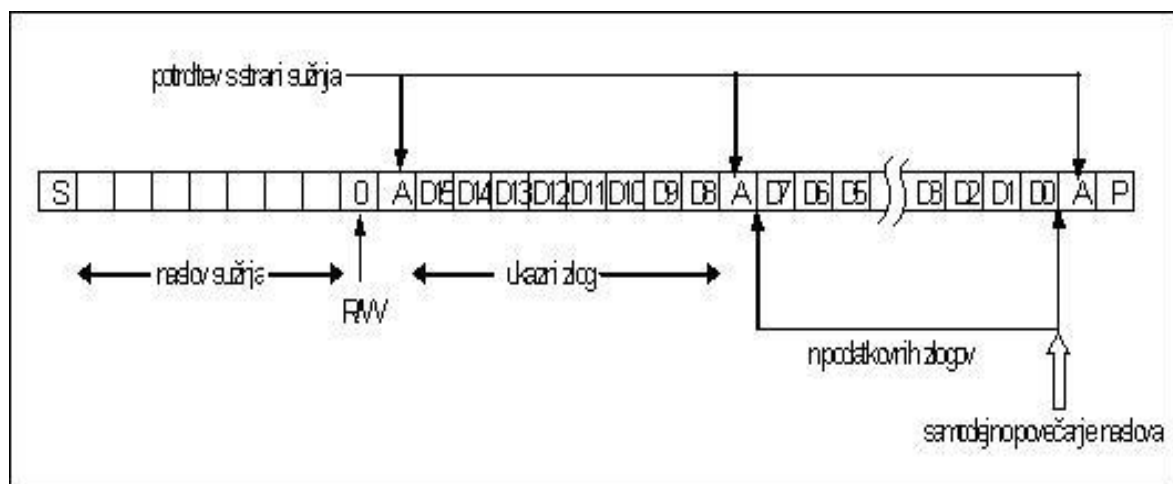 potrditev s strani sužnja
S 0 A D15 D14 D13 D12 D11 D10 D9 D8 A D7 D6 D5 D3 D2 D1 D0 A P
naslov sužnja
ukazni zlog
R/W
n podatkovnih zlogov
samodejno povečanje naslova